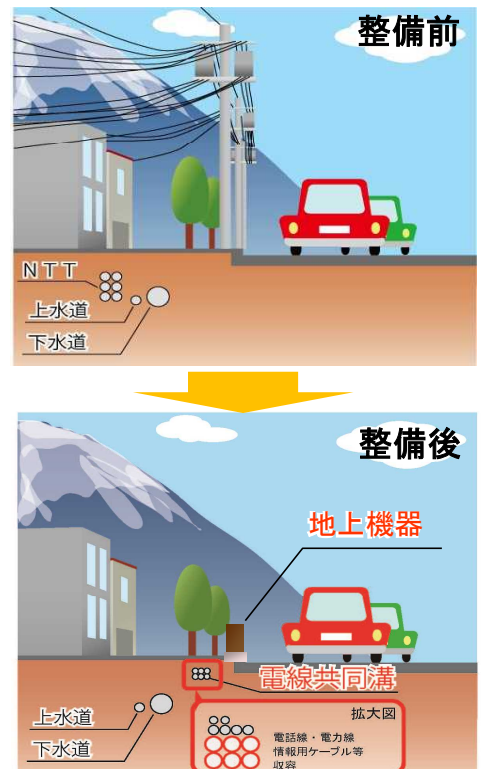 整備前
ＮＴＴ
上水道
下水道
整備後
地上機器
電線共同溝
上水道
下水道
拡大図
電話線・電力線
情報用ケーブル等
収容